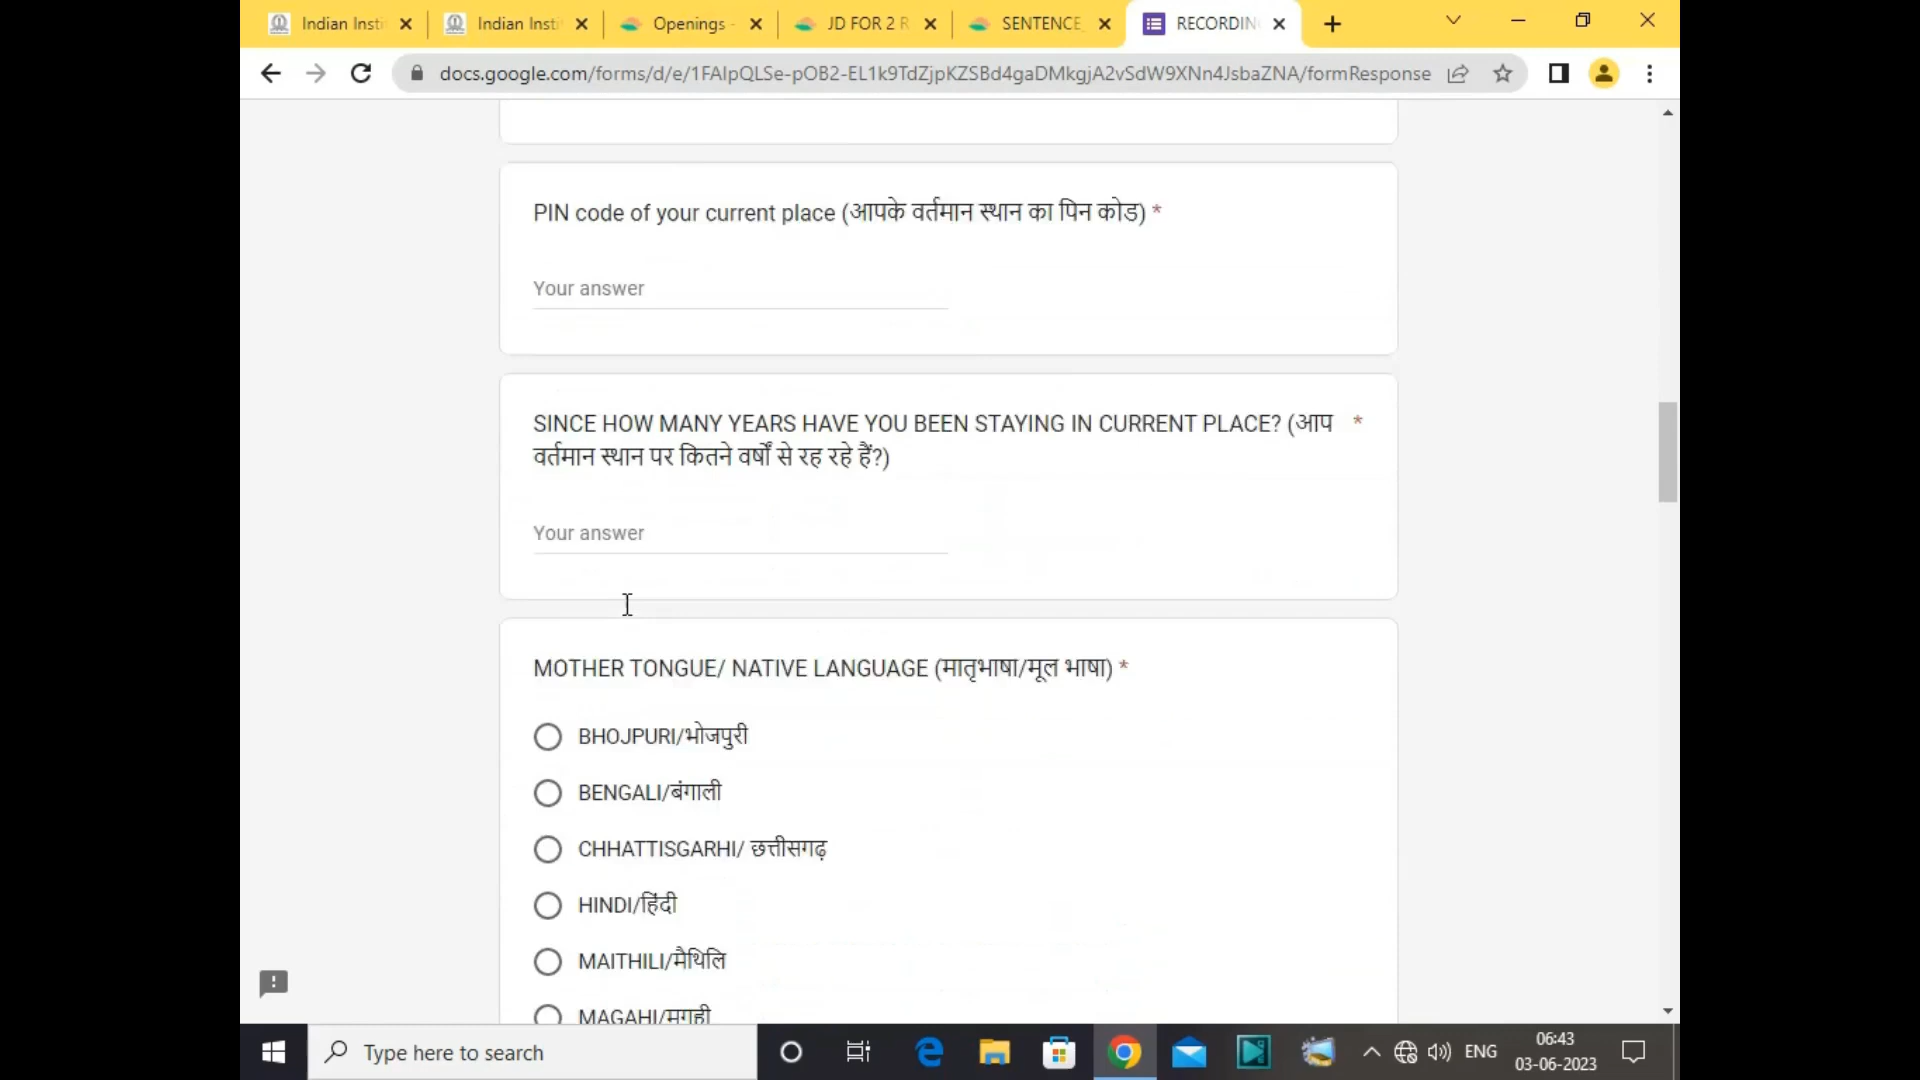 Indian Insti
Indian Insti
Openings -
JD FOR 2 R
SENTENCE
RECORDIN
docs.google.com/forms/d/e/1FAIpQLSe-pOB2-EL1k9TdZjpKZSBd4gaDMkgjA2vSdW9XNn4JsbaZNA/formResponse
PIN code of your current place (आपके वर्तमान स्थान का पिन कोड) *
Your answer
SINCE HOW MANY YEARS HAVE YOU BEEN STAYING IN CURRENT PLACE? (आप *
वर्तमान स्थान पर कितने वर्षों से रह रहे हैं?)
Your answer
MOTHER TONGUE/ NATIVE LANGUAGE (मातृभाषा/मूल भाषा) *
BHOJPURI/भोजपुरी
BENGALI/बंगाली
CHHATTISGARHI/ छत्तीसगढ़
HINDI/हिंदी
MAITHILI/मैथिलि
MAGAHI/मगही
Type here to search
ENG
06:43
03-06-2023